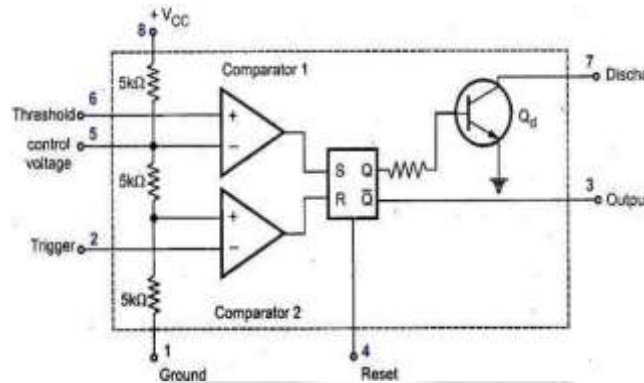 + VCC
8
5kΩ
Comparator 1
7
6
Threshold
Discha
5
control
voltage
+
−
Qd
5kΩ
S Q
R Q̅
3
Output
+
−
2
Trigger
5kΩ
Comparator 2
1
4
Ground
Reset